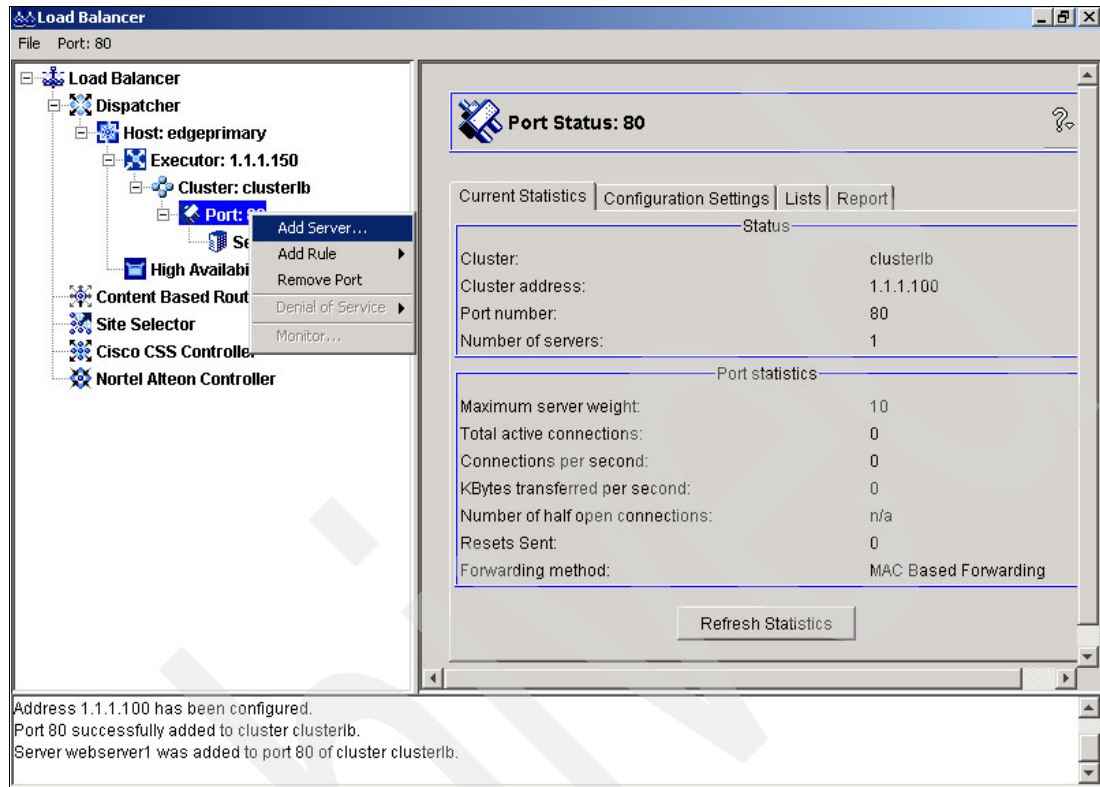 Load Balancer
File Port: 80
Load Balancer
Dispatcher
Host: edgeprimary
Executor: 1.1.1.150
Cluster: clusterlb
Port:
Se
High Availabi
Content Based Rout
Site Selector
Cisco CSS Controller
Nortel Alteon Controller
Add Server...
Add Rule
Remove Port
Denial of Service
Monitor...
Port Status: 80
?
Current Statistics Configuration Settings Lists Report
Status
Cluster: clusterlb
Cluster address: 1.1.1.100
Port number: 80
Number of servers: 1
Port statistics
Maximum server weight: 10
Total active connections: 0
Connections per second: 0
KBytes transferred per second: 0
Number of half open connections: n/a
Resets Sent: 0
Forwarding method: MAC Based Forwarding
Refresh Statistics
Address 1.1.1.100 has been configured.
Port 80 successfully added to cluster clusterlb.
Server webserver1 was added to port 80 of cluster clusterlb.